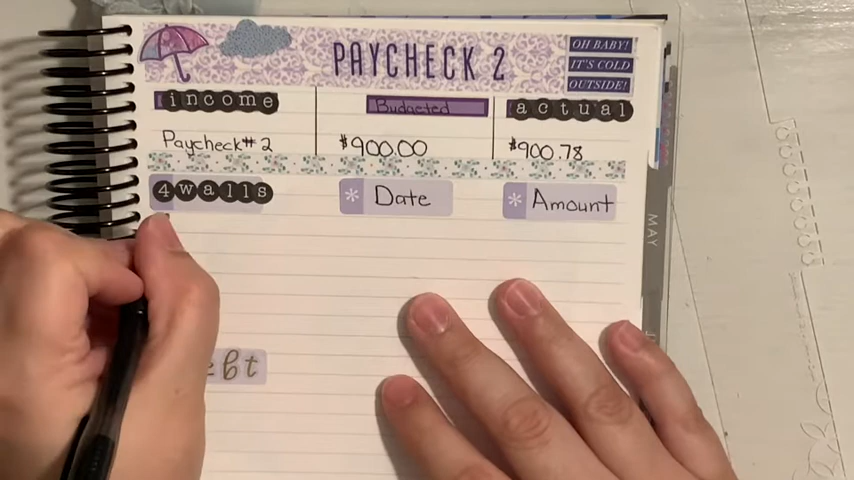 PAYCHECK 2
OH BABY!
IT'S COLD
OUTSIDE!
income Budgeted actual
Paycheck#2 $900.00 $900.78
4 walls * Date * Amount
ebt
MAY